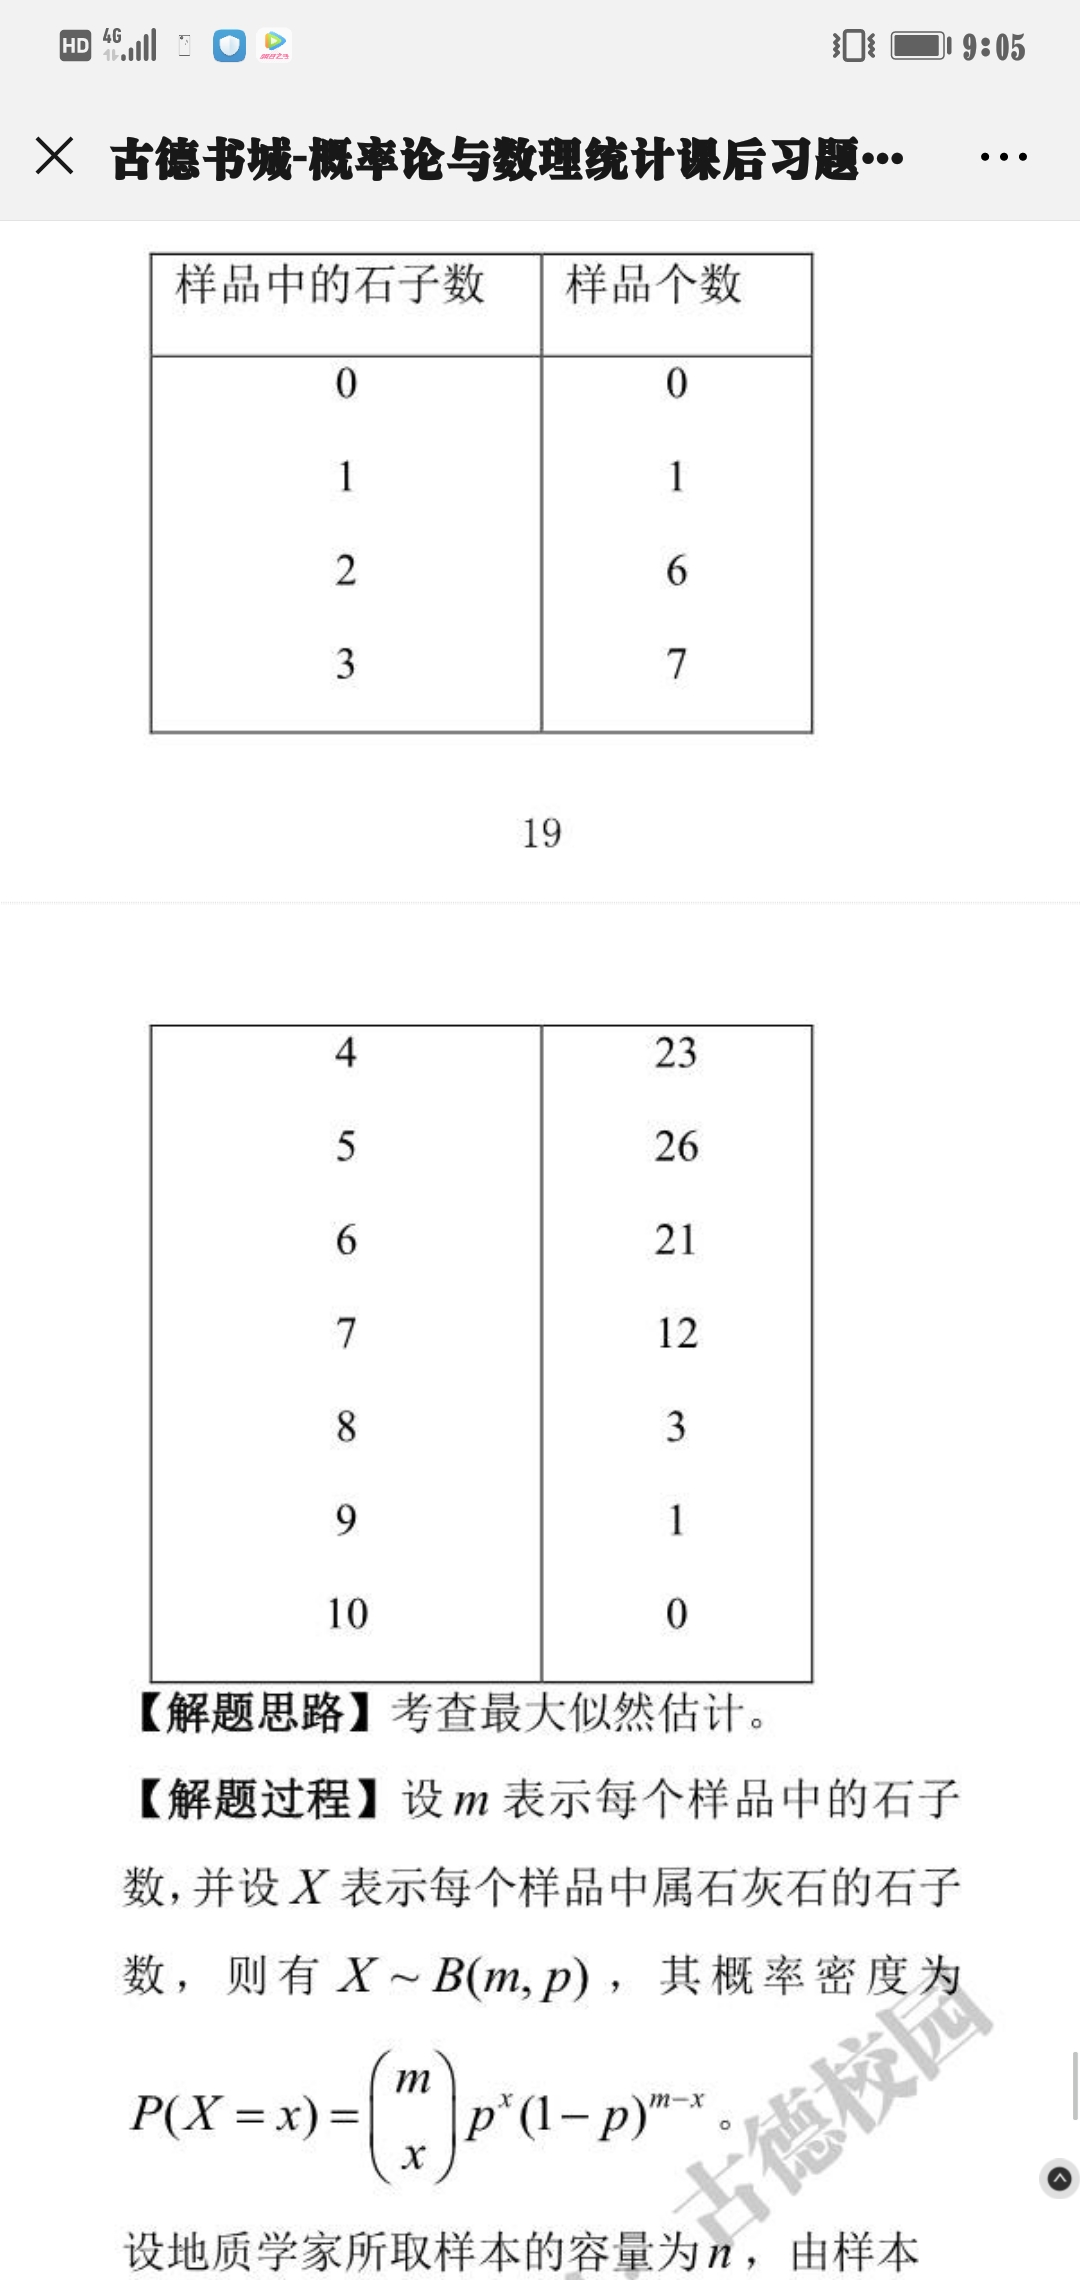 HD 4G 9:05
古德书城-概率论与数理统计课后习题…
样品中的石子数 样品个数
0 0
1 1
2 6
3 7
19
4 23
5 26
6 21
7 12
8 3
9 1
10 0
【解题思路】考查最大似然估计。
【解题过程】设 m 表示每个样品中的石子
数，并设 X 表示每个样品中属石灰石的石子
数，则有 X ~ B(m, p)，其概率密度为
P(X = x) = (m x) p^x (1 − p)^{m−x}。
古德校园
设地质学家所取样本的容量为 n，由样本